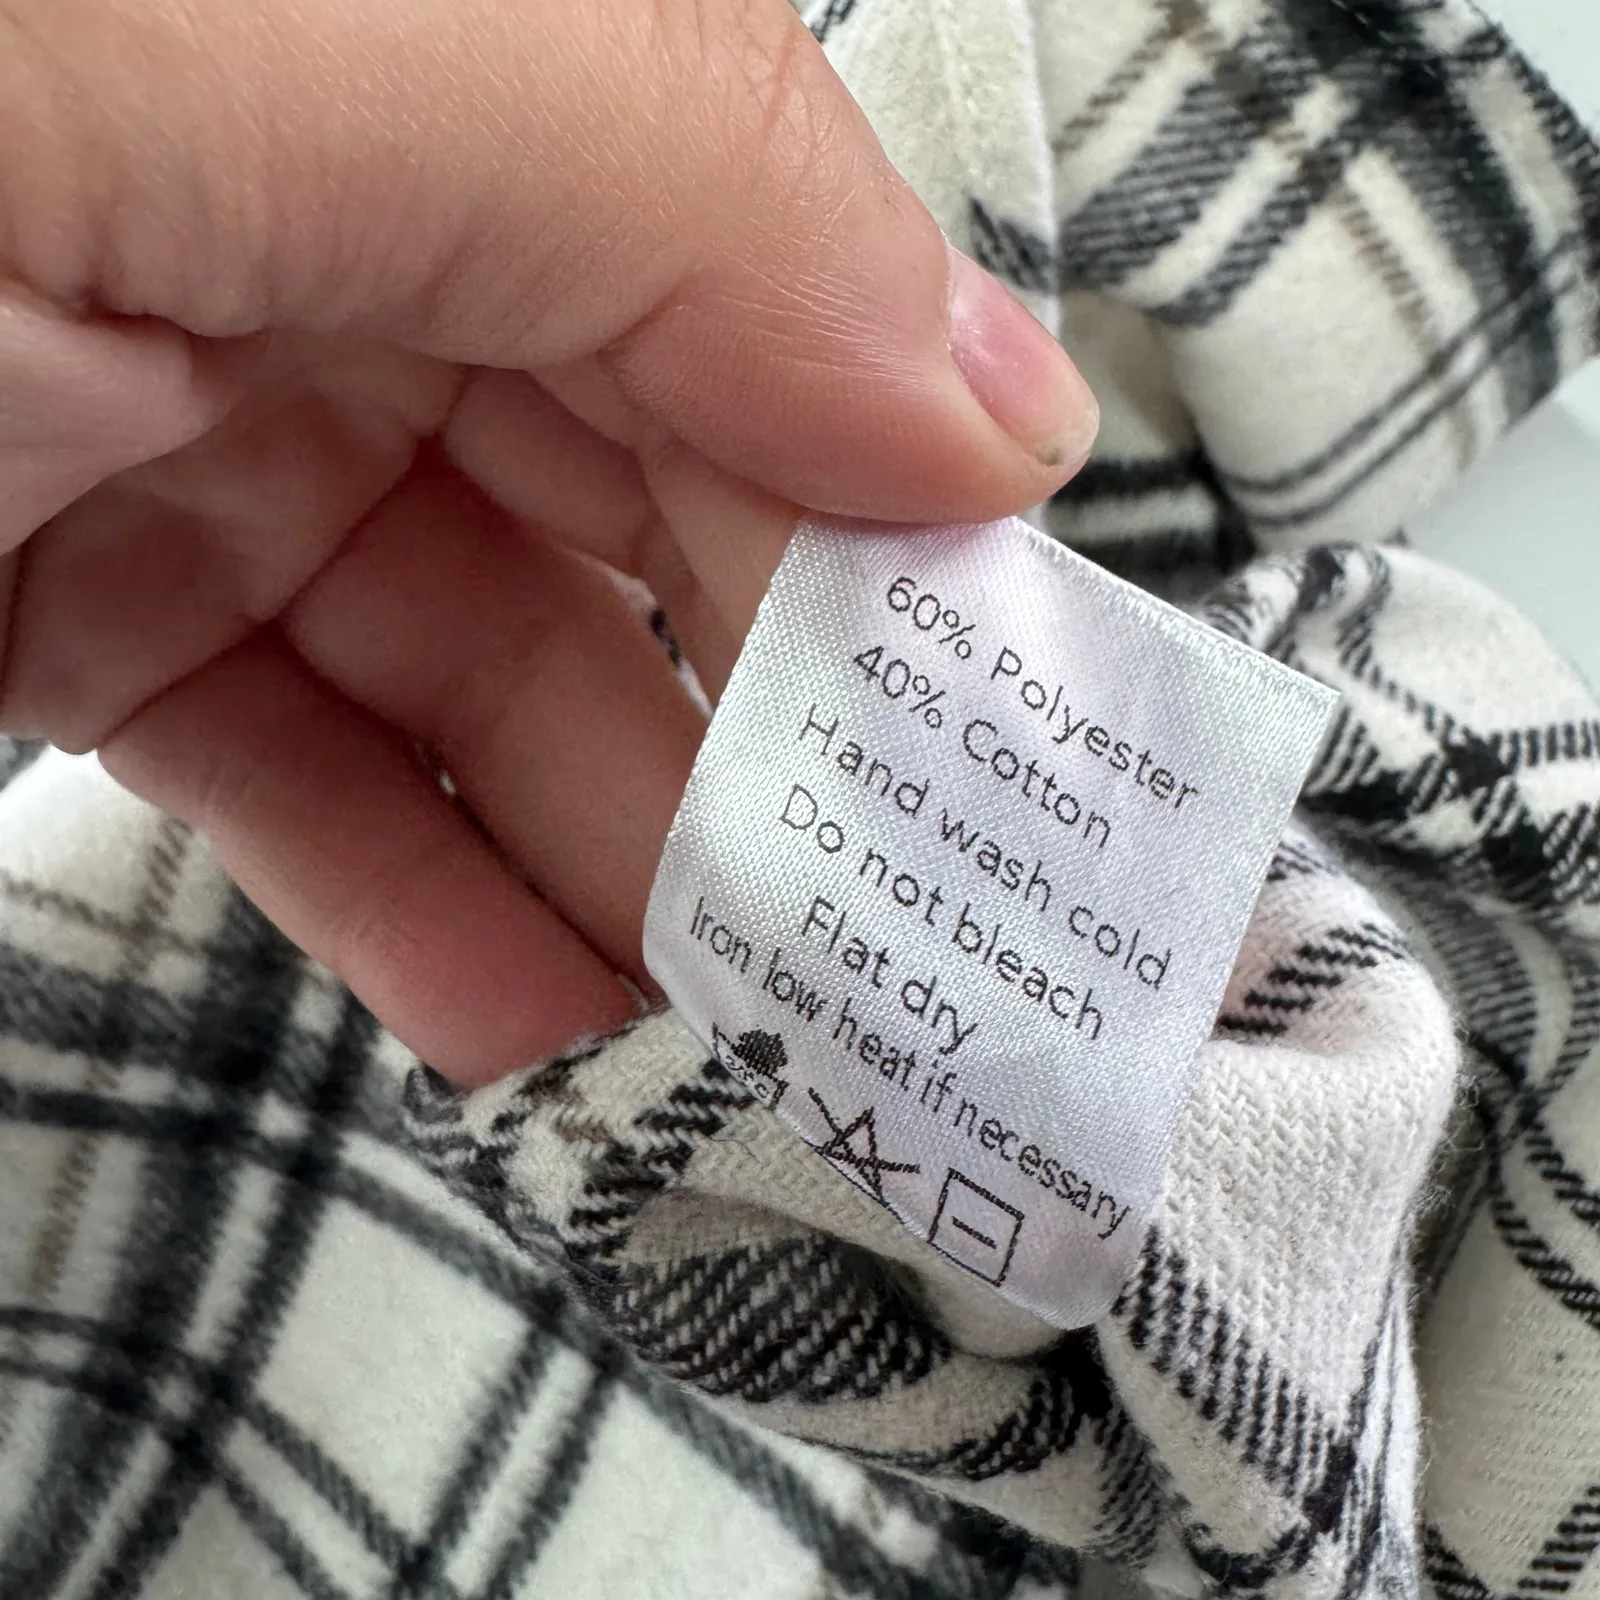 60% Polyester
40% Cotton
Hand wash cold
Do not bleach
Flat dry
Iron low heat if necessary